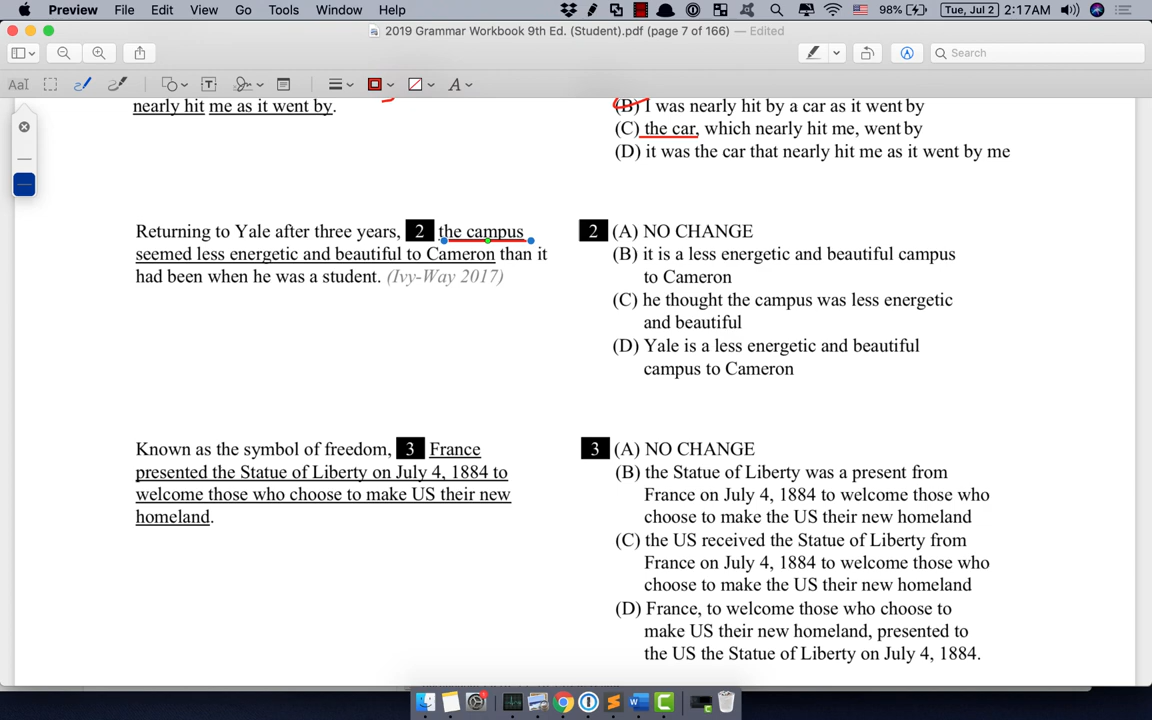 Preview File Edit View Go Tools Window Help 98% Tue, Jul 2 2:17AM
2019 Grammar Workbook 9th Ed. (Student).pdf (page 7 of 166) — Edited
Search
AaI T A
nearly hit me as it went by.
(B) I was nearly hit by a car as it went by
(C) the car, which nearly hit me, went by
(D) it was the car that nearly hit me as it went by me
Returning to Yale after three years, 2 the campus
seemed less energetic and beautiful to Cameron than it
had been when he was a student. (Ivy-Way 2017)
2 (A) NO CHANGE
(B) it is a less energetic and beautiful campus
to Cameron
(C) he thought the campus was less energetic
and beautiful
(D) Yale is a less energetic and beautiful
campus to Cameron
Known as the symbol of freedom, 3 France
presented the Statue of Liberty on July 4, 1884 to
welcome those who choose to make US their new
homeland.
3 (A) NO CHANGE
(B) the Statue of Liberty was a present from
France on July 4, 1884 to welcome those who
choose to make the US their new homeland
(C) the US received the Statue of Liberty from
France on July 4, 1884 to welcome those who
choose to make the US their new homeland
(D) France, to welcome those who choose to
make US their new homeland, presented to
the US the Statue of Liberty on July 4, 1884.